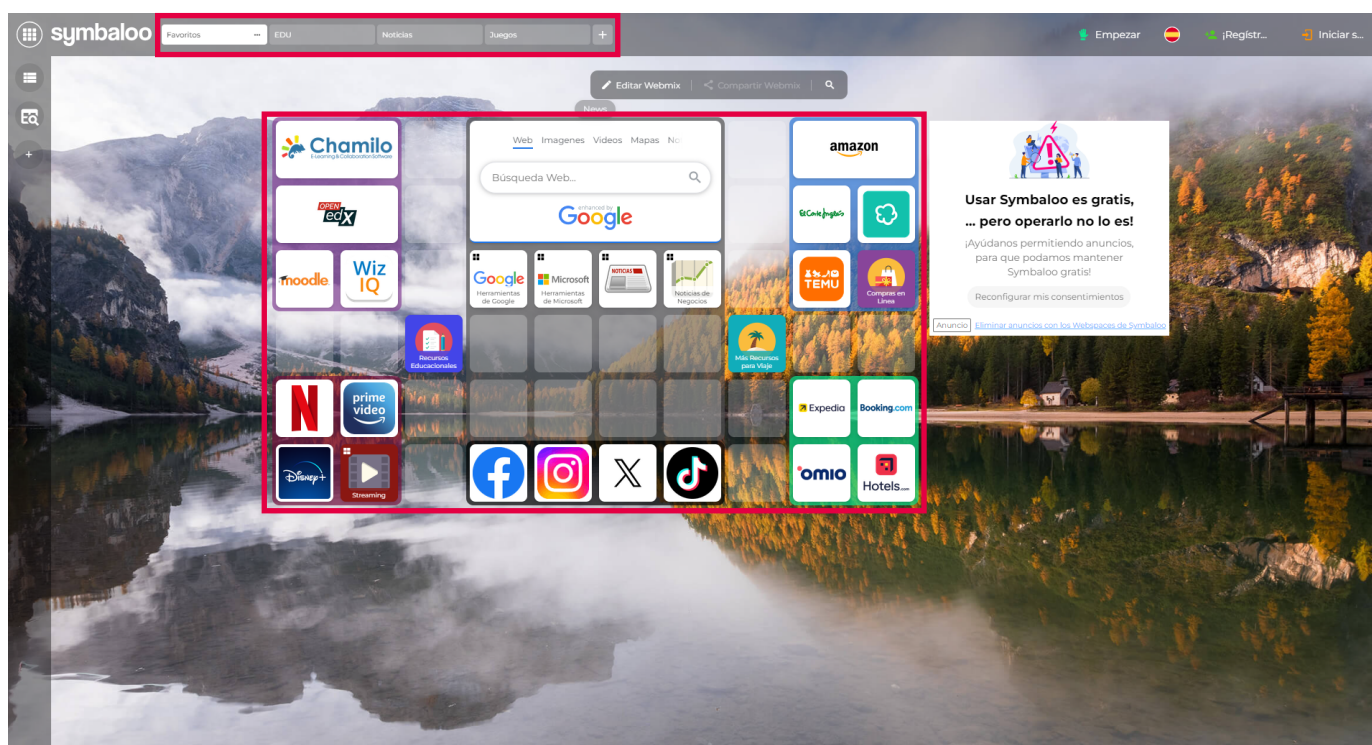 symbaloo
Favoritos ...
EDU
Noticias
Juegos
+
Empezar
¡Regístr...
Iniciar s...
Editar Webmix
Compartir Webmix
News
+
Chamilo
E-Learning & Collaboration Software
Web Imagenes Videos Mapas No
Búsqueda Web...
enhanced by
Google
amazon
OPEN
edX
El Corte Inglés
moodle
Wiz
IQ
Google
Herramientas
de Google
Microsoft
Herramientas
de Microsoft
NOTICIAS
Noticias de
Negocios
TEMU
Compras en
Línea
Recursos
Educacionales
Más Recursos
para Viaje
N
prime
video
Expedia
Booking.com
Disney+
Streaming
f
X
omio
Hotels.com
Usar Symbaloo es gratis,
... pero operarlo no lo es!
¡Ayúdanos permitiendo anuncios,
para que podamos mantener
Symbaloo gratis!
Reconfigurar mis consentimientos
Anuncio Eliminar anuncios con los Webspaces de Symbaloo